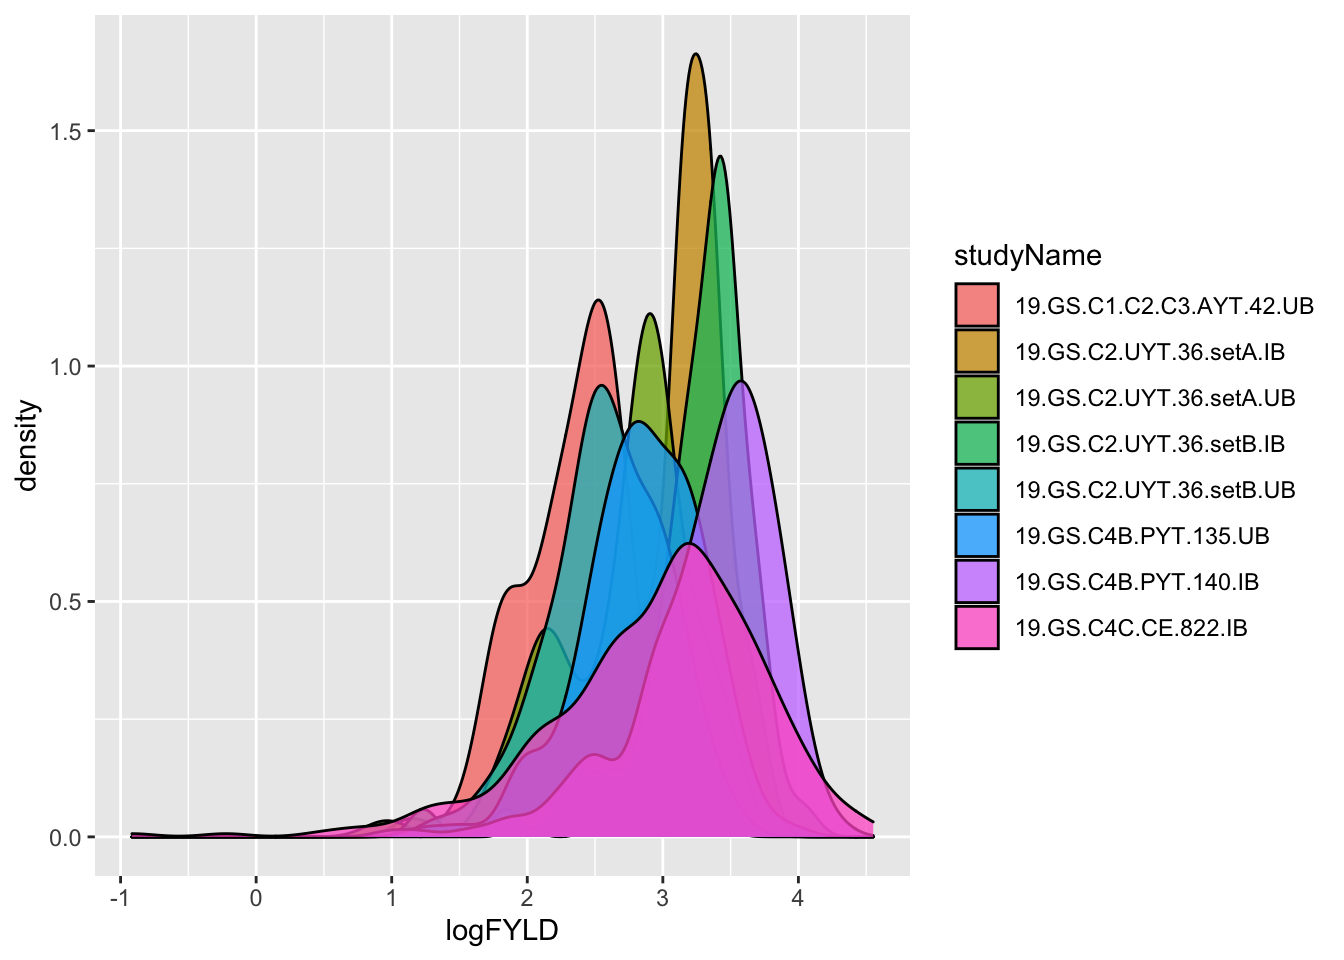 1.5
1.0
0.5
0.0
density
-1 0 1 2 3 4
logFYLD
studyName
19.GS.C1.C2.C3.AYT.42.UB
19.GS.C2.UYT.36.setA.IB
19.GS.C2.UYT.36.setA.UB
19.GS.C2.UYT.36.setB.IB
19.GS.C2.UYT.36.setB.UB
19.GS.C4B.PYT.135.UB
19.GS.C4B.PYT.140.IB
19.GS.C4C.CE.822.IB